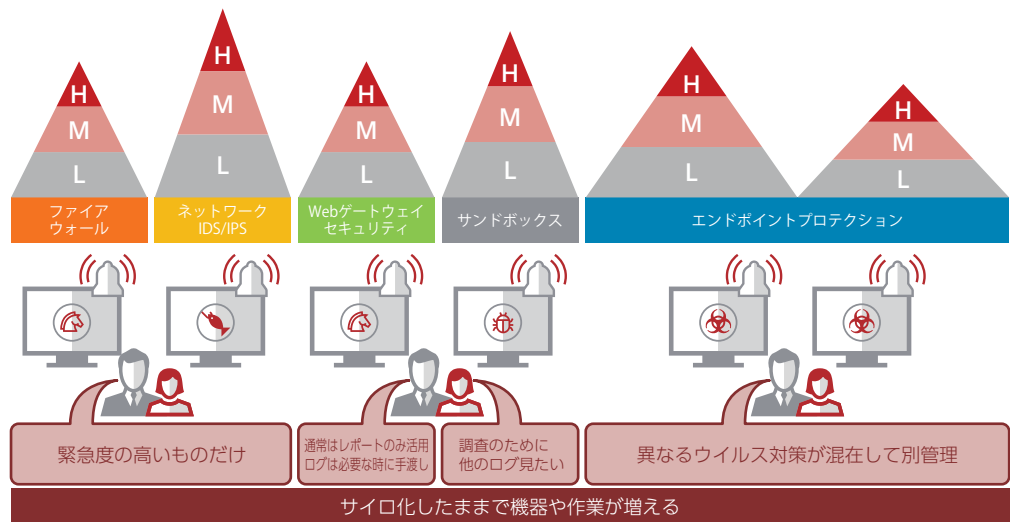 H
M
L
H
M
L
H
M
L
H
M
L
H
M
L
H
M
L
ファイア
ウォール
ネットワーク
IDS/IPS
Webゲートウェイ
セキュリティ
サンドボックス
エンドポイントプロテクション
緊急度の高いものだけ
通常はレポートのみ活用
ログは必要な時に手渡し
調査のために
他のログ見たい
異なるウイルス対策が混在して別管理
サイロ化したままで機器や作業が増える